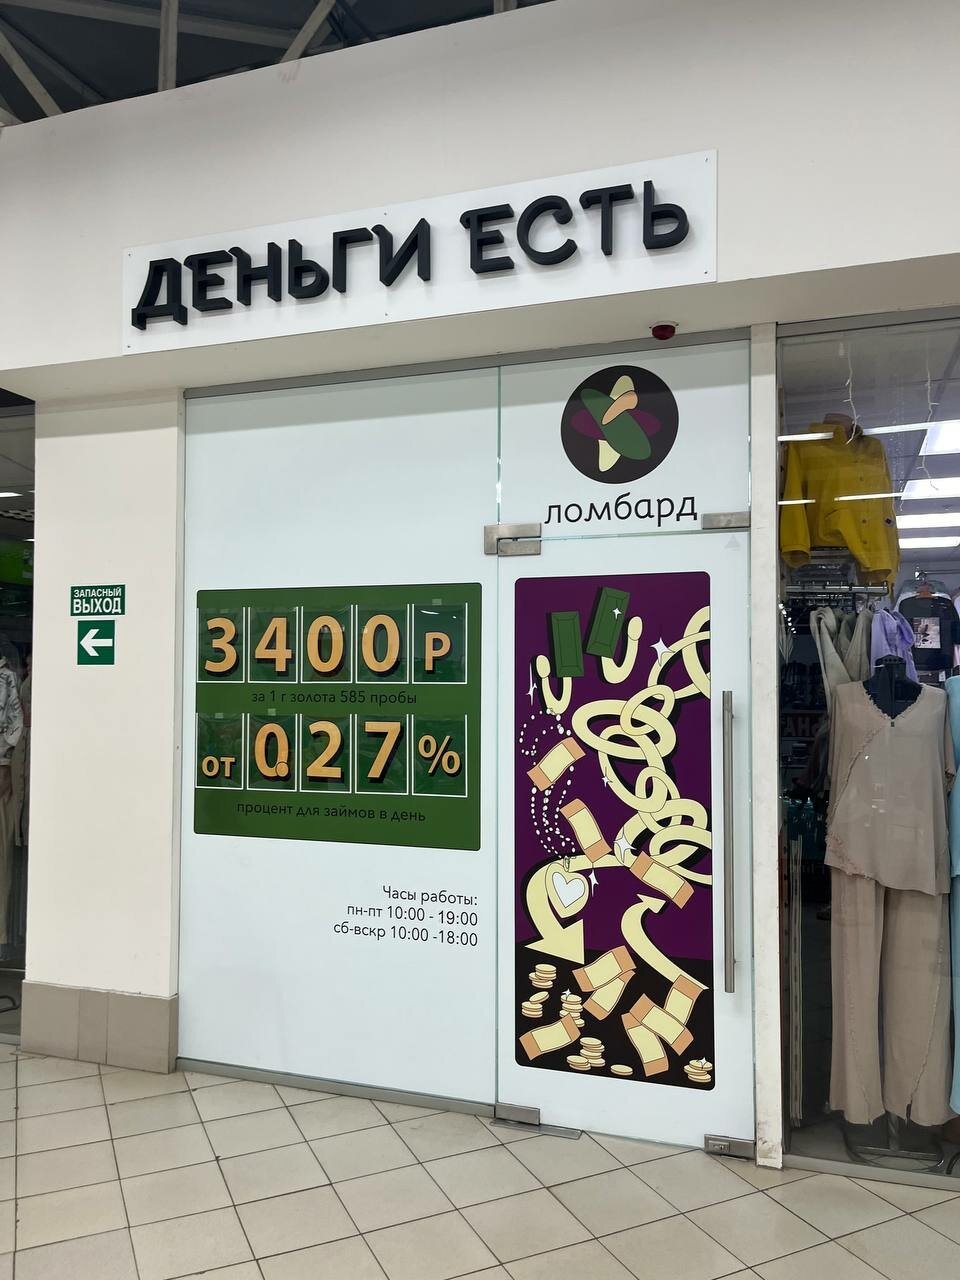 ДЕНЬГИ ЕСТЬ
ломбард
ЗАПАСНЫЙ
ВЫХОД
3400 Р
за 1 г золота 585 пробы
от 0.27%
процент для займов в день
Часы работы:
пн-пт 10:00 - 19:00
сб-вскр 10:00 -18:00